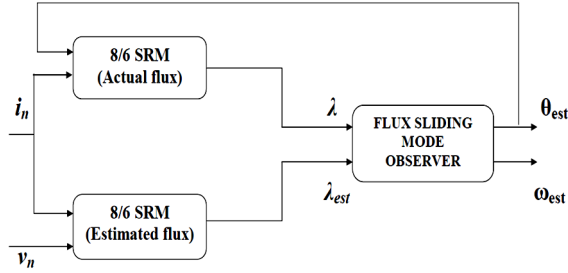 8/6 SRM
(Actual flux)
i_n
λ
FLUX SLIDING
MODE
OBSERVER
θ_est
λ_est
ω_est
8/6 SRM
(Estimated flux)
v_n